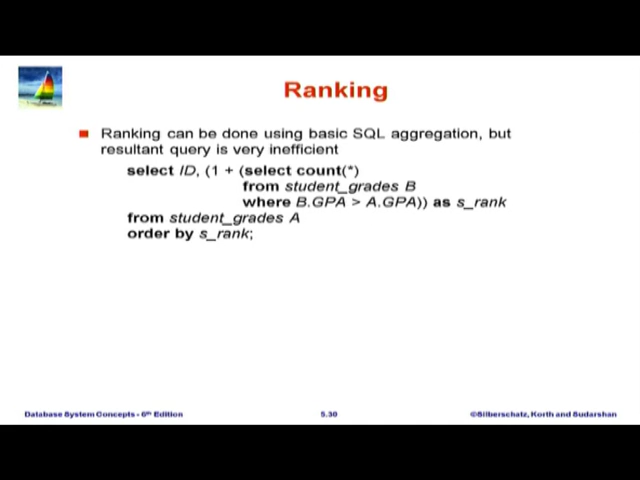 Ranking
Ranking can be done using basic SQL aggregation, but
resultant query is very inefficient
select ID, (1 + (select count(*)
from student_grades B
where B.GPA > A.GPA)) as s_rank
from student_grades A
order by s_rank;
Database System Concepts - 6th Edition
5.30
©Silberschatz, Korth and Sudarshan